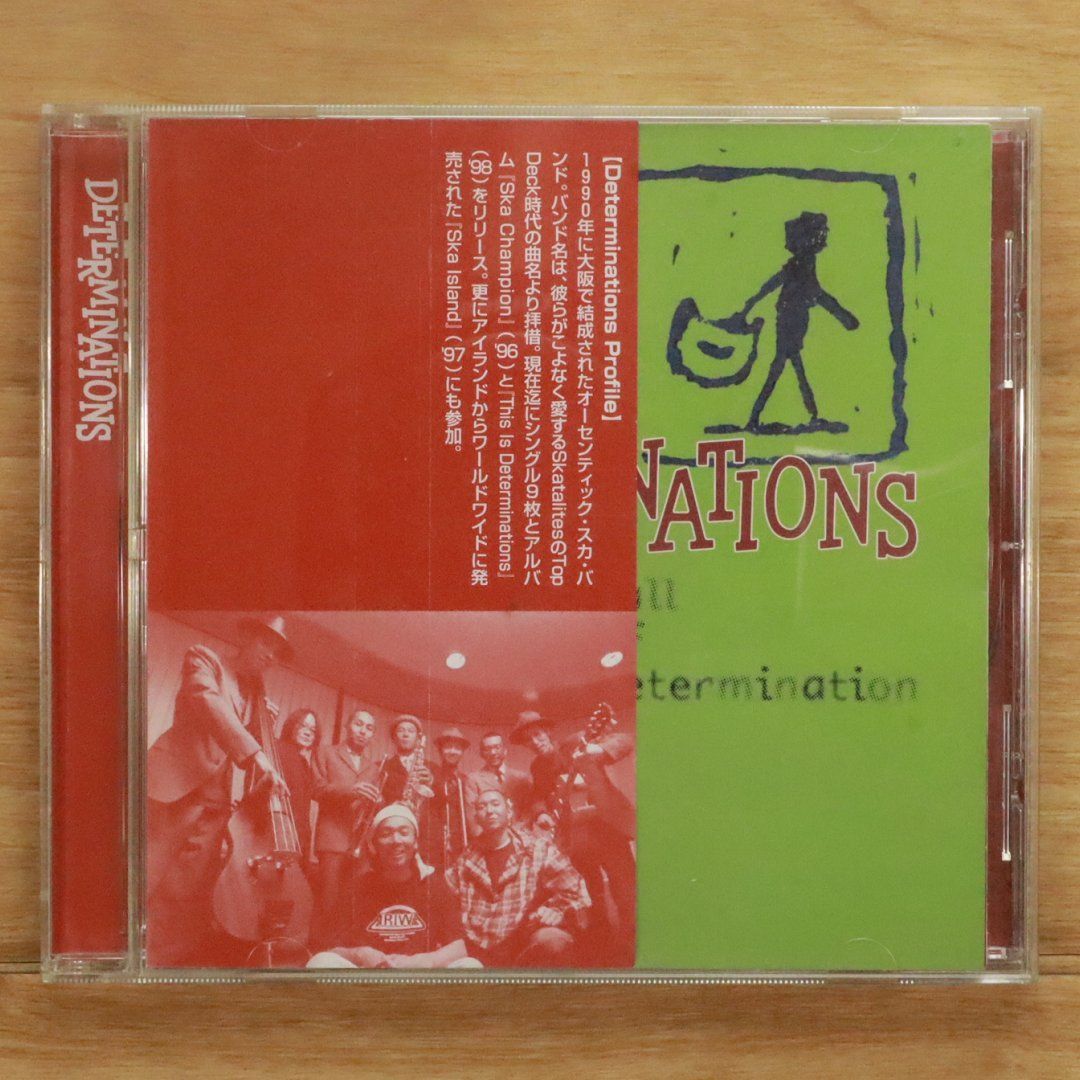 DETERMINATIONS
【Determinations Profile】
1990年に大阪で結成されたオーセンティック・スカ・バ
ンド。バンド名は、彼らがこよなく愛するSkatalitesのTop
Deck時代の曲名より拝借。現在迄にシングル9枚とアルバ
ム『Ska Champion』('96)と『This Is Determinations』
('98)をリリース。更にアイランドからワールドワイドに発
売された『Ska Island』('97)にも参加。
NATIONS
ull
etermination
IRIWA